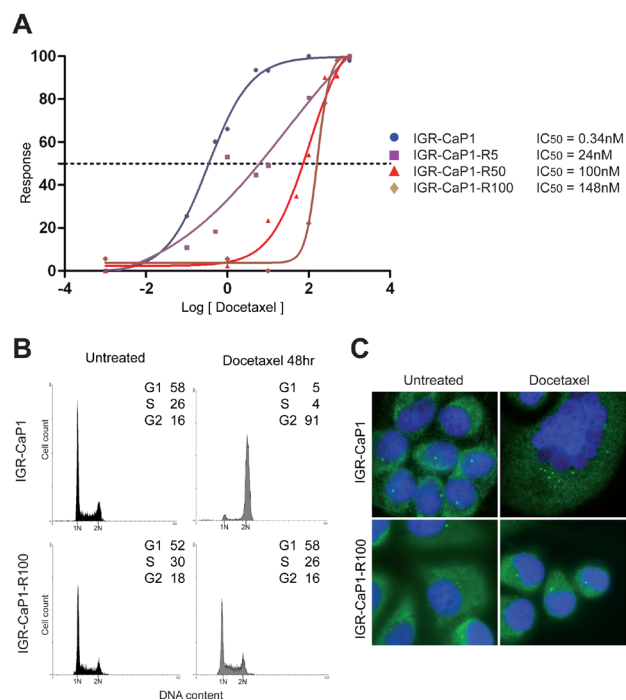 A
Response
100
80
60
40
20
0
-4
-2
0
2
4
Log [ Docetaxel ]
IGR-CaP1 IC50 = 0.34nM
IGR-CaP1-R5 IC50 = 24nM
IGR-CaP1-R50 IC50 = 100nM
IGR-CaP1-R100 IC50 = 148nM
B
Untreated
Docetaxel 48hr
IGR-CaP1
Cell count
G1 58
S 26
G2 16
1N 2N
G1 5
S 4
G2 91
1N 2N
IGR-CaP1-R100
Cell count
G1 52
S 30
G2 18
1N 2N
G1 58
S 26
G2 16
1N 2N
DNA content
C
Untreated
Docetaxel
IGR-CaP1
IGR-CaP1-R100